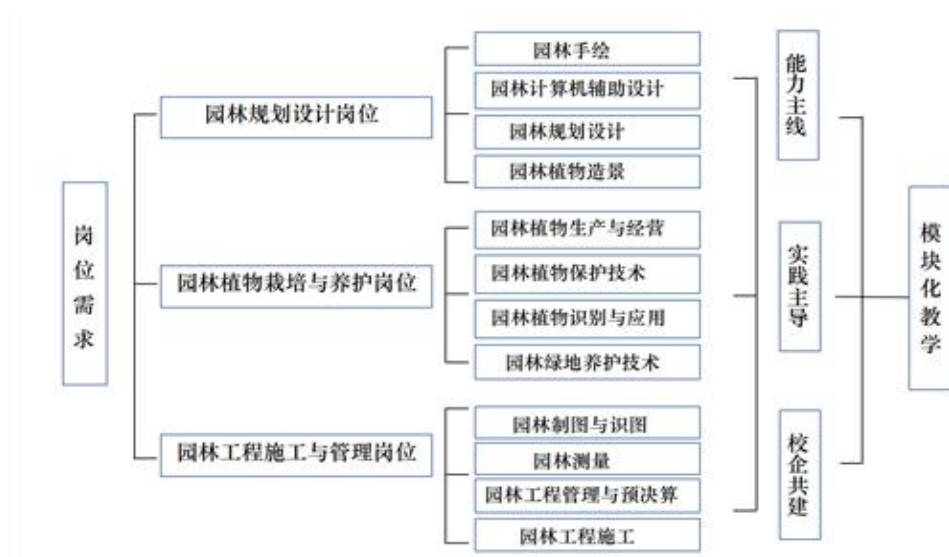 岗位需求
园林规划设计岗位
园林手绘
园林计算机辅助设计
园林规划设计
园林植物造景
园林植物栽培与养护岗位
园林植物生产与经营
园林植物保护技术
园林植物识别与应用
园林绿地养护技术
园林工程施工与管理岗位
园林制图与识图
园林测量
园林工程管理与预决算
园林工程施工
能力主线
实践主导
校企共建
模块化教学